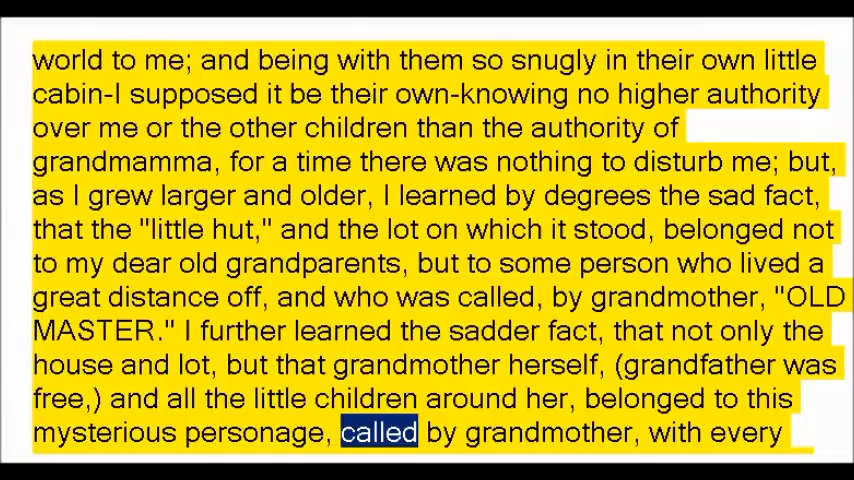 world to me; and being with them so snugly in their own little
cabin-I supposed it be their own-knowing no higher authority
over me or the other children than the authority of
grandmamma, for a time there was nothing to disturb me; but,
as I grew larger and older, I learned by degrees the sad fact,
that the "little hut," and the lot on which it stood, belonged not
to my dear old grandparents, but to some person who lived a
great distance off, and who was called, by grandmother, "OLD
MASTER." I further learned the sadder fact, that not only the
house and lot, but that grandmother herself, (grandfather was
free,) and all the little children around her, belonged to this
mysterious personage, called by grandmother, with every